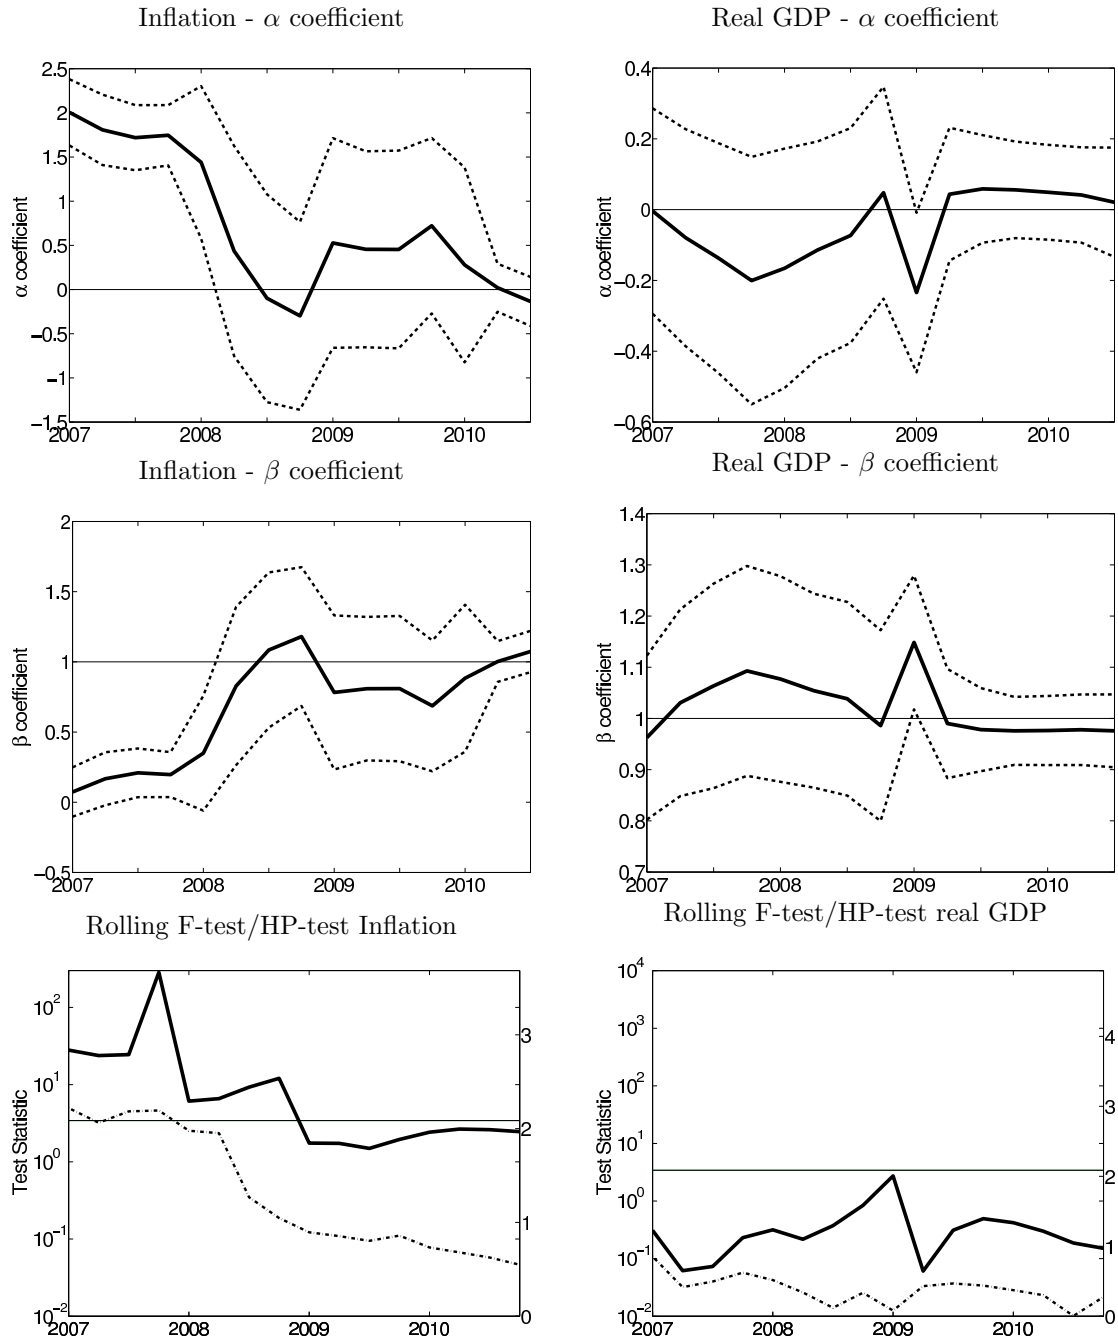 Inflation - α coefficient
2.5
2
1.5
1
0.5
0
−0.5
−1
−1.5
α coefficient
2007 2008 2009 2010
Real GDP - α coefficient
0.4
0.2
0
−0.2
−0.4
−0.6
α coefficient
2007 2008 2009 2010
Inflation - β coefficient
2
1.5
1
0.5
0
−0.5
β coefficient
2007 2008 2009 2010
Real GDP - β coefficient
1.4
1.3
1.2
1.1
1
0.9
0.8
0.7
β coefficient
2007 2008 2009 2010
Rolling F-test/HP-test Inflation
10²
10¹
10⁰
10⁻¹
10⁻²
Test Statistic
3
2
1
0
2007 2008 2009 2010
Rolling F-test/HP-test real GDP
10⁴
10³
10²
10¹
10⁰
10⁻¹
10⁻²
Test Statistic
4
3
2
1
0
2007 2008 2009 2010